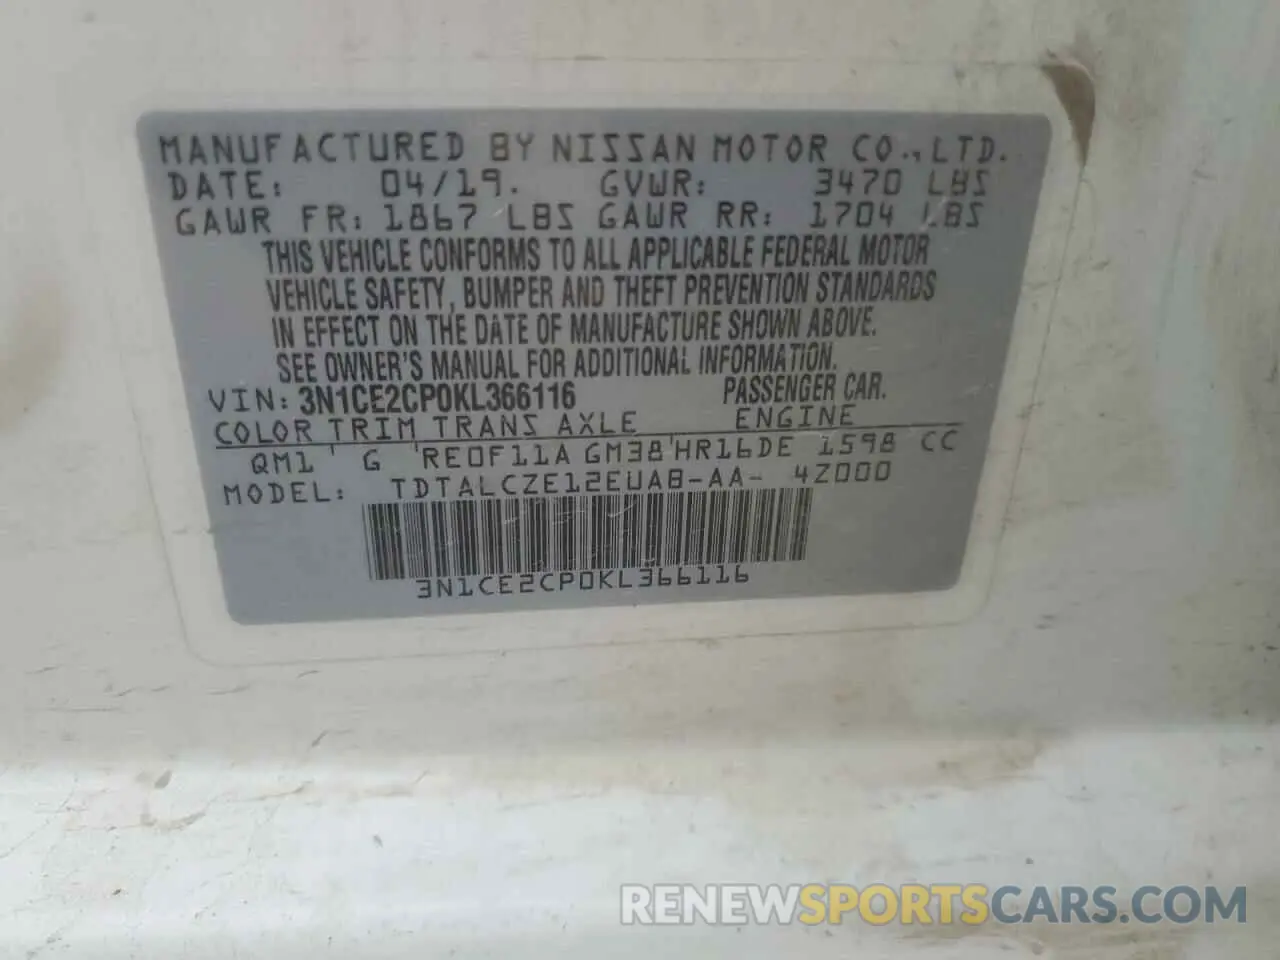 MANUFACTURED BY NISSAN MOTOR CO., LTD.
DATE: 04/19. GVWR: 3470 LBS
GAWR FR: 1867 LBS GAWR RR: 1704 LBS
THIS VEHICLE CONFORMS TO ALL APPLICABLE FEDERAL MOTOR
VEHICLE SAFETY, BUMPER AND THEFT PREVENTION STANDARDS
IN EFFECT ON THE DATE OF MANUFACTURE SHOWN ABOVE.
SEE OWNER'S MANUAL FOR ADDITIONAL INFORMATION.
VIN: 3N1CE2CP0KL366116 PASSENGER CAR.
COLOR TRIM TRANS AXLE ENGINE
QM1 G RE0F11A GM38 HR16DE 1598 CC
MODEL: TDTALCZE12EUAB-AA- 4Z000
3N1CE2CP0KL366116
RENEWSPORTSCARS.COM